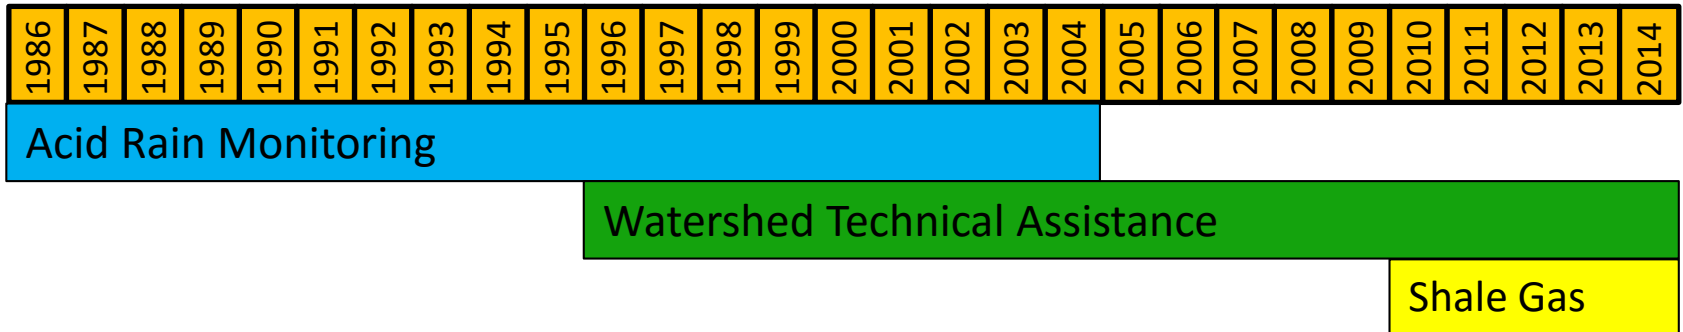 1986 1987 1988 1989 1990 1991 1992 1993 1994 1995 1996 1997 1998 1999 2000 2001 2002 2003 2004 2005 2006 2007 2008 2009 2010 2011 2012 2013 2014
Acid Rain Monitoring
Watershed Technical Assistance
Shale Gas